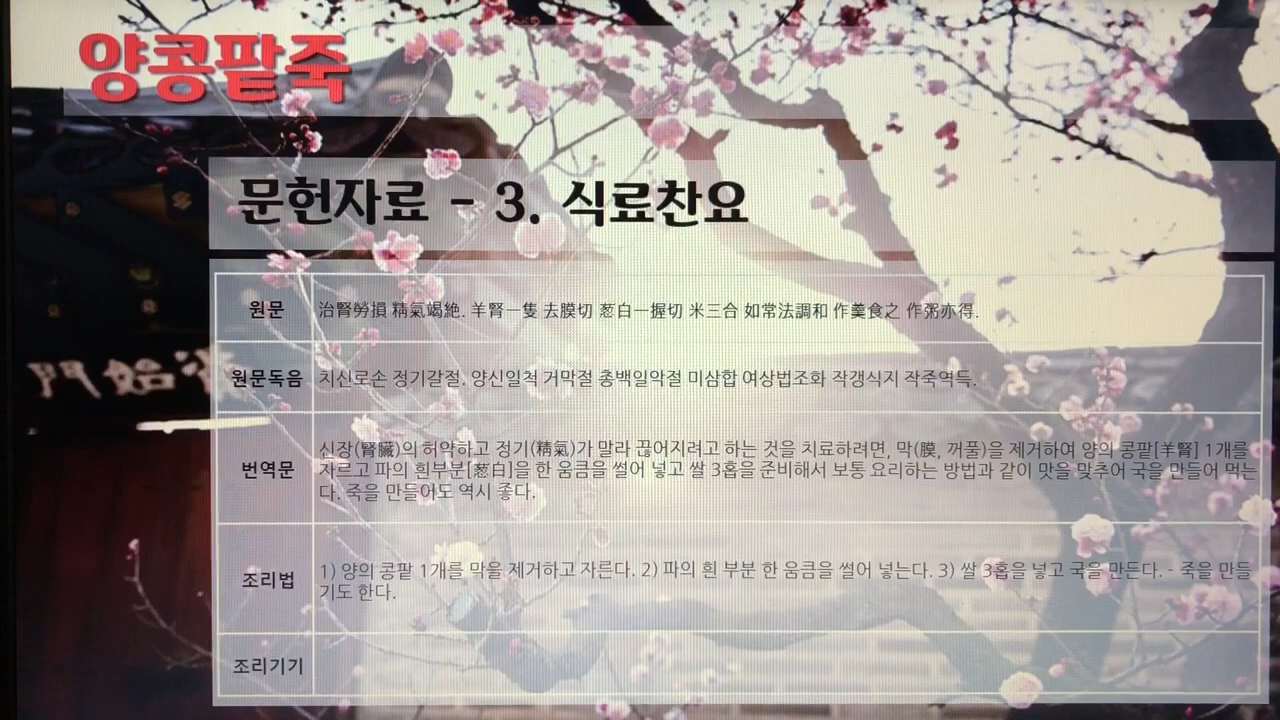 양콩팥죽
문헌자료 - 3. 식료찬요
원문
治腎勞損 精氣竭絶. 羊腎一隻 去膜切 葱白一握切 米三合 如常法調和 作羹食之 作粥亦得.
원문독음
치신로손 정기갈절. 양신일척 거막절 총백일악절 미삼합 여상법조화 작갱식지 작죽역득.
번역문
신장(腎臟)의 허약하고 정기(精氣)가 말라 끊어지려고 하는 것을 치료하려면, 막(膜, 꺼풀)을 제거하여 양의 콩팥[羊腎] 1개를
자르고 파의 흰부분[葱白]을 한 움큼을 썰어 넣고 쌀 3홉을 준비해서 보통 요리하는 방법과 같이 맛을 맞추어 국을 만들어 먹는
다. 죽을 만들어도 역시 좋다.
조리법
1) 양의 콩팥 1개를 막을 제거하고 자른다. 2) 파의 흰 부분 한 움큼을 썰어 넣는다. 3) 쌀 3홉을 넣고 국을 만든다. - 죽을 만들
기도 한다.
조리기기
門始